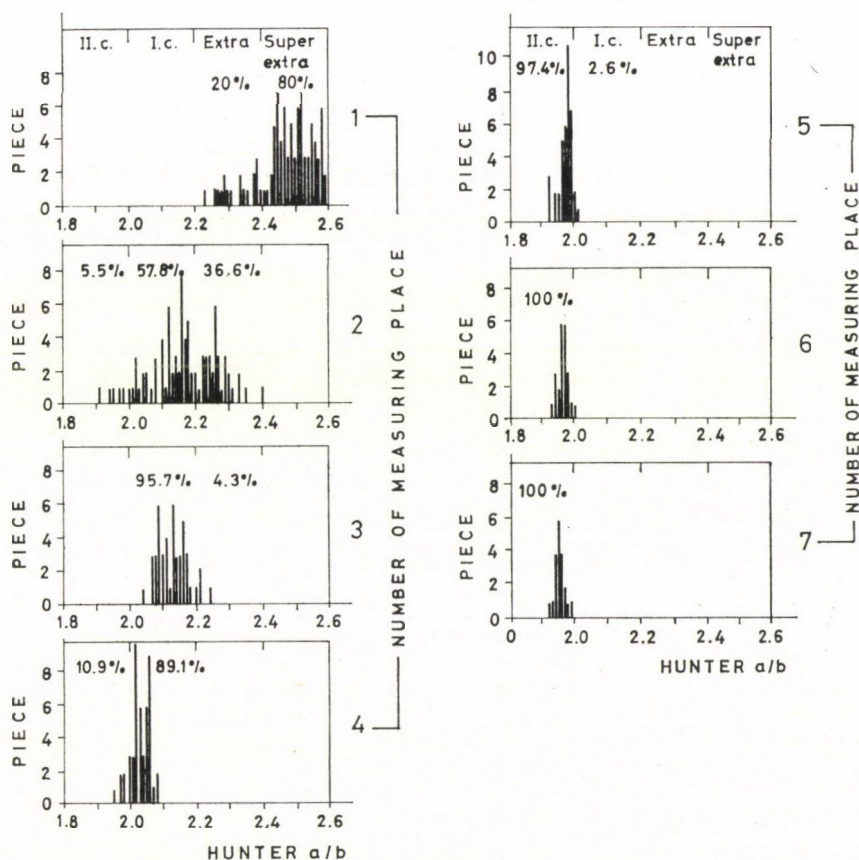 II.c. I.c. Extra Super extra
20% 80%
8
6
4
2
0
PIECE
1.8 2.0 2.2 2.4 2.6
1
5.5% 57.8% 36.6%
8
6
4
2
0
PIECE
1.8 2.0 2.2 2.4 2.6
2
95.7% 4.3%
8
6
4
2
0
PIECE
1.8 2.0 2.2 2.4 2.6
3
10.9% 89.1%
8
6
4
2
0
PIECE
1.8 2.0 2.2 2.4 2.6
4
HUNTER a/b
NUMBER OF MEASURING PLACE
II.c. I.c. Extra Super extra
97.4% 2.6%
10
8
6
4
2
0
PIECE
1.8 2.0 2.2 2.4 2.6
5
100%
8
6
4
2
0
PIECE
1.8 2.0 2.2 2.4 2.6
6
100%
8
6
4
2
0
PIECE
0 2.0 2.2 2.4 2.6
7
HUNTER a/b
NUMBER OF MEASURING PLACE